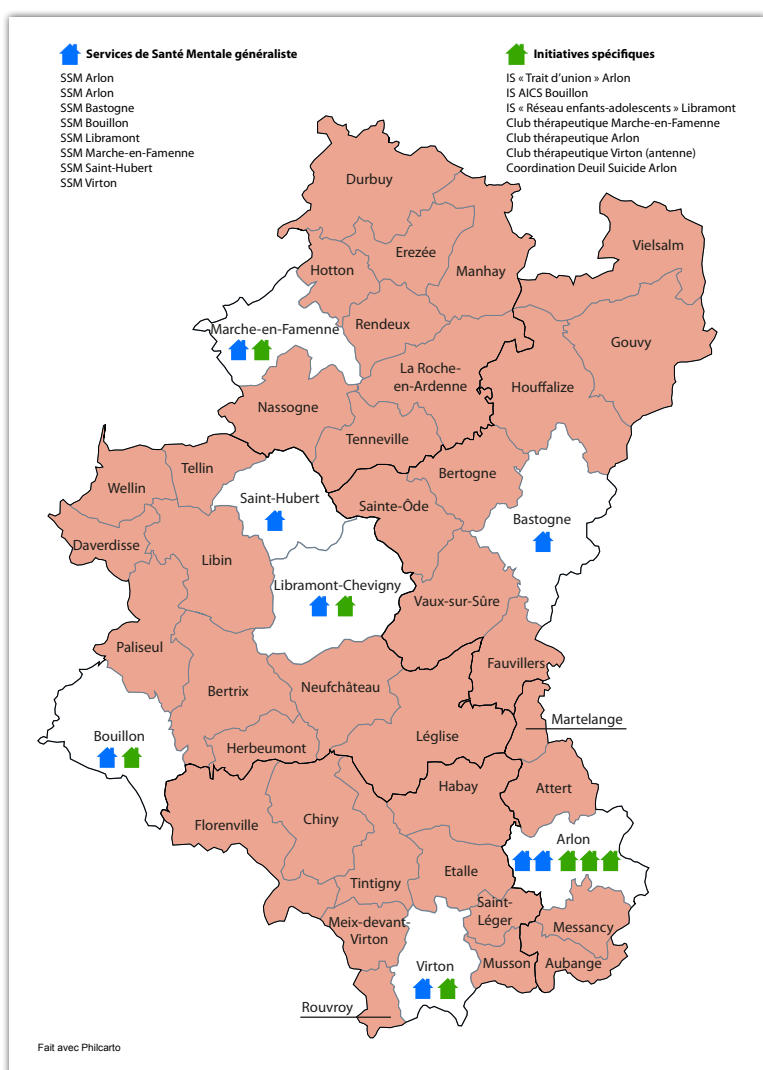 Services de Santé Mentale généraliste
SSM Arlon
SSM Arlon
SSM Bastogne
SSM Bouillon
SSM Libramont
SSM Marche-en-Famenne
SSM Saint-Hubert
SSM Virton
Initiatives spécifiques
IS « Trait d'union » Arlon
IS AICS Bouillon
IS « Réseau enfants-adolescents » Libramont
Club thérapeutique Marche-en-Famenne
Club thérapeutique Arlon
Club thérapeutique Virton (antenne)
Coordination Deuil Suicide Arlon
Durbuy
Vielsalm
Erezée
Hotton
Manhay
Marche-en-Famenne
Rendeux
Gouvy
La Roche-
en-Ardenne
Houffalize
Nassogne
Tenneville
Tellin
Bertogne
Wellin
Saint-Hubert
Sainte-Ôde
Bastogne
Daverdisse
Libin
Libramont-Chevigny
Vaux-sur-Sûre
Paliseul
Fauvillers
Bertrix
Neufchâteau
Martelange
Bouillon
Herbeumont
Léglise
Habay
Attert
Florenville
Chiny
Arlon
Etalle
Tintigny
Saint-
Léger
Meix-devant-
Virton
Messancy
Virton
Musson
Aubange
Rouvroy
Fait avec Philcarto